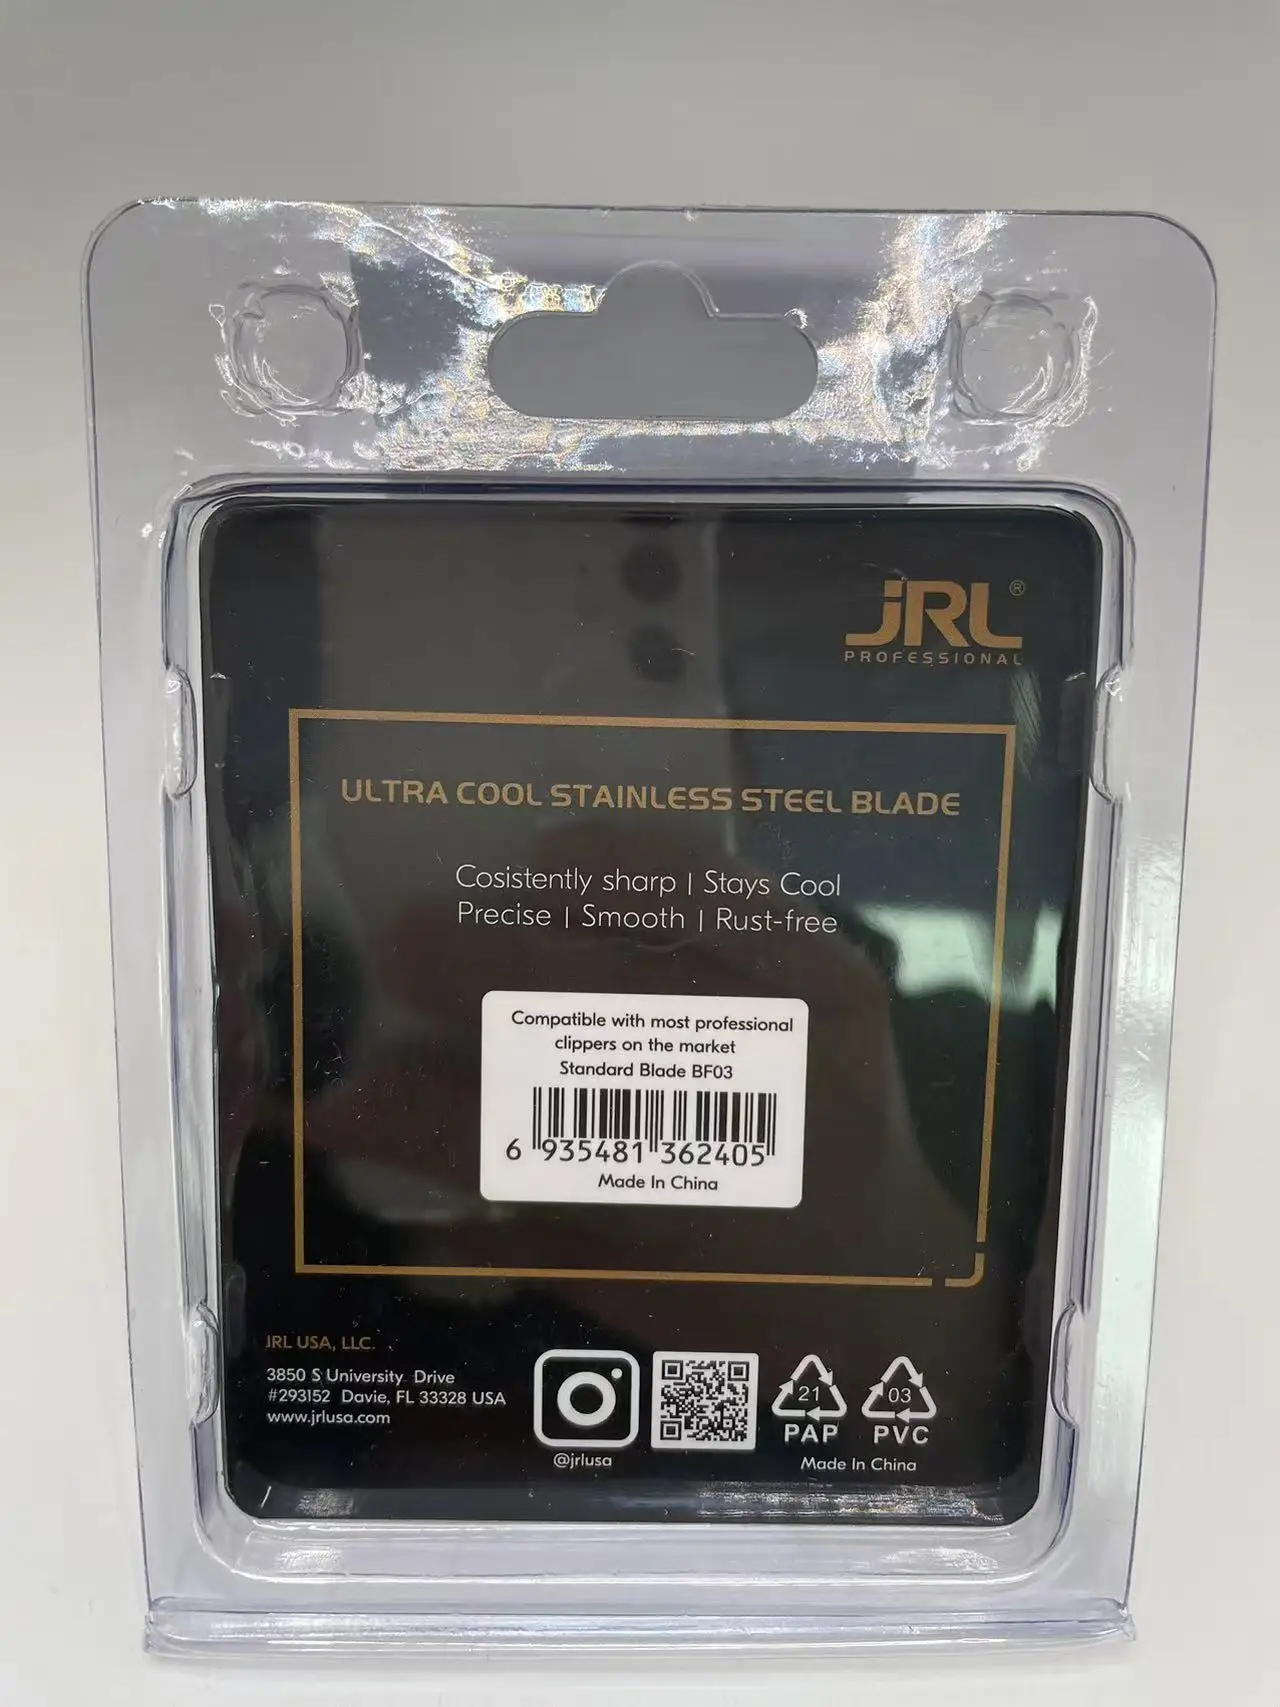 JRL®
PROFESSIONAL
ULTRA COOL STAINLESS STEEL BLADE
Cosistently sharp | Stays Cool
Precise | Smooth | Rust-free
Compatible with most professional
clippers on the market
Standard Blade BF03
6 935481 362405
Made In China
JRL USA, LLC.
3850 S University Drive
#293152 Davie, FL 33328 USA
www.jrlusa.com
@jrlusa
21
PAP
03
PVC
Made In China